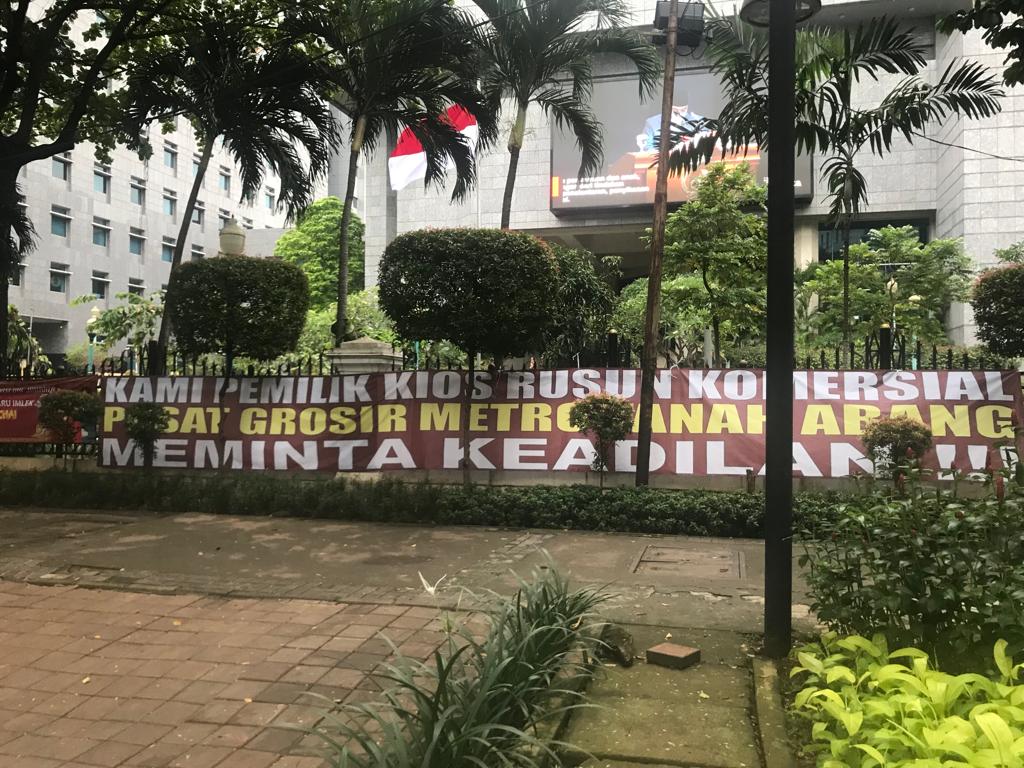 KAMI PEMILIK KIOS RUSUN KOMERSIAL
PUSAT GROSIR METRO TANAH ABANG
MEMINTA KEADILAN !!!